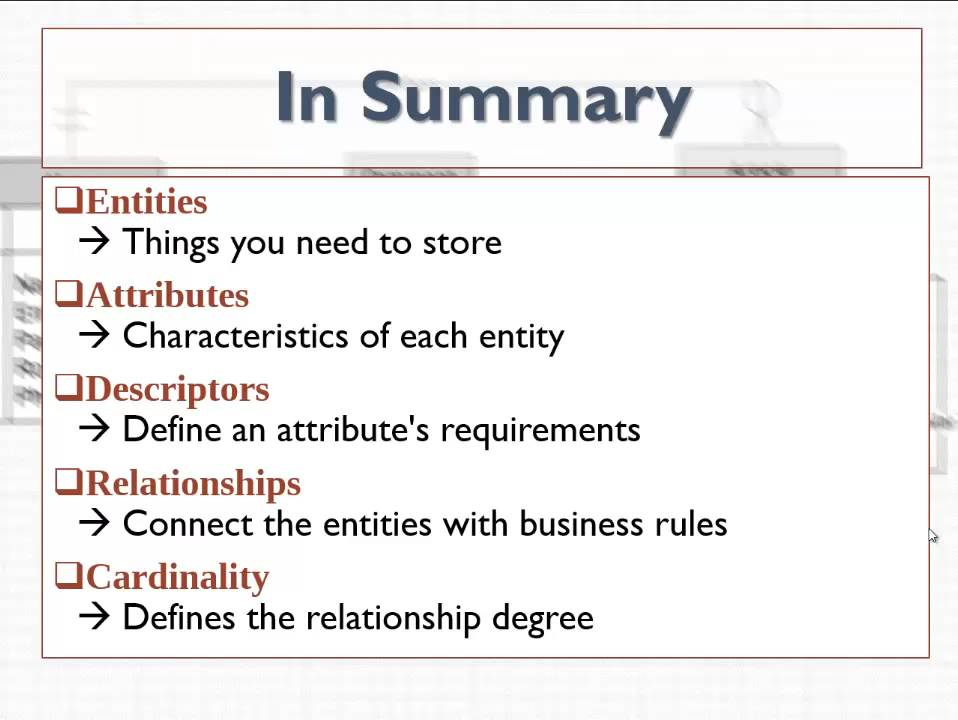 In Summary
❑Entities
→ Things you need to store
❑Attributes
→ Characteristics of each entity
❑Descriptors
→ Define an attribute's requirements
❑Relationships
→ Connect the entities with business rules
❑Cardinality
→ Defines the relationship degree